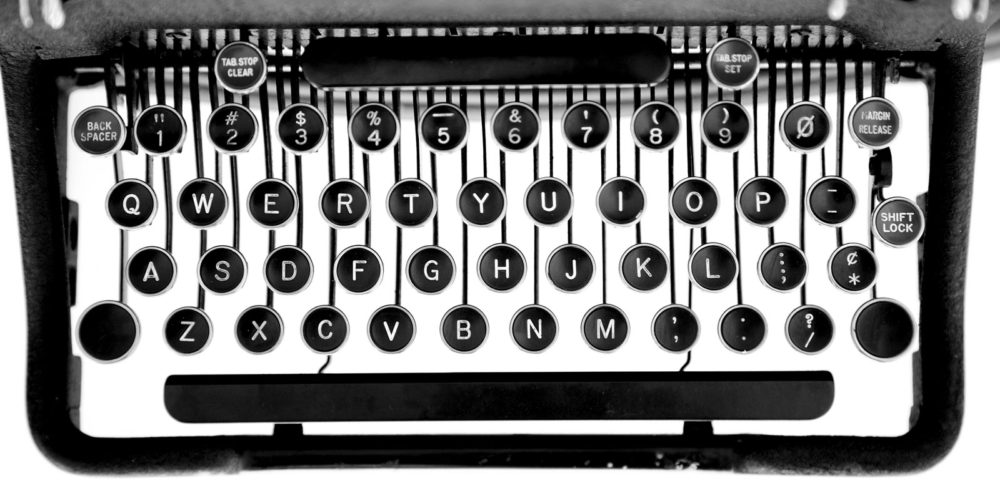 TAB.STOP CLEAR
TAB.STOP SET
BACK SPACER
" 1
# 2
$ 3
% 4
— 5
& 6
' 7
( 8
) 9
Ø
MARGIN RELEASE
Q W E R T Y U I O P — -
SHIFT LOCK
A S D F G H J K L : ; ¢ *
Z X C V B N M , , . . ? /